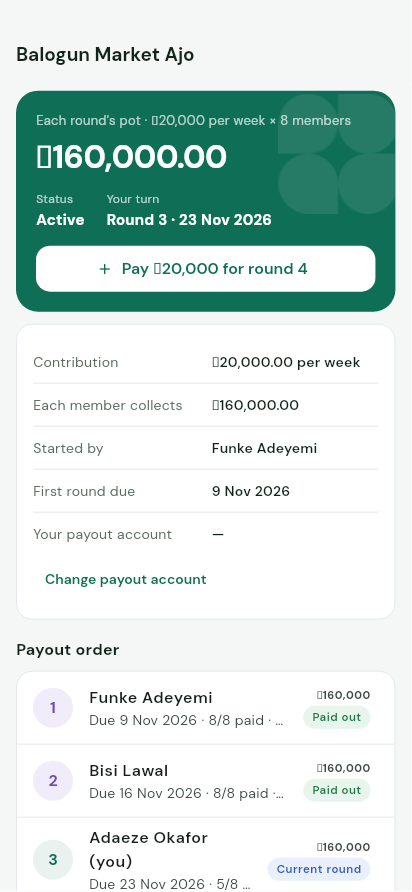 Balogun Market Ajo
Each round's pot · ▯20,000 per week × 8 members
▯160,000.00
Status
Your turn
Active
Round 3 · 23 Nov 2026
+ Pay ▯20,000 for round 4
Contribution
▯20,000.00 per week
Each member collects
▯160,000.00
Started by
Funke Adeyemi
First round due
9 Nov 2026
Your payout account
—
Change payout account
Payout order
1
Funke Adeyemi
Due 9 Nov 2026 · 8/8 paid · ...
▯160,000
Paid out
2
Bisi Lawal
Due 16 Nov 2026 · 8/8 paid ·...
▯160,000
Paid out
3
Adaeze Okafor
(you)
Due 23 Nov 2026 · 5/8 ...
▯160,000
Current round